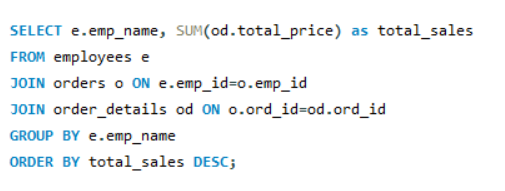 SELECT e.emp_name, SUM(od.total_price) as total_sales
FROM employees e
JOIN orders o ON e.emp_id=o.emp_id
JOIN order_details od ON o.ord_id=od.ord_id
GROUP BY e.emp_name
ORDER BY total_sales DESC;